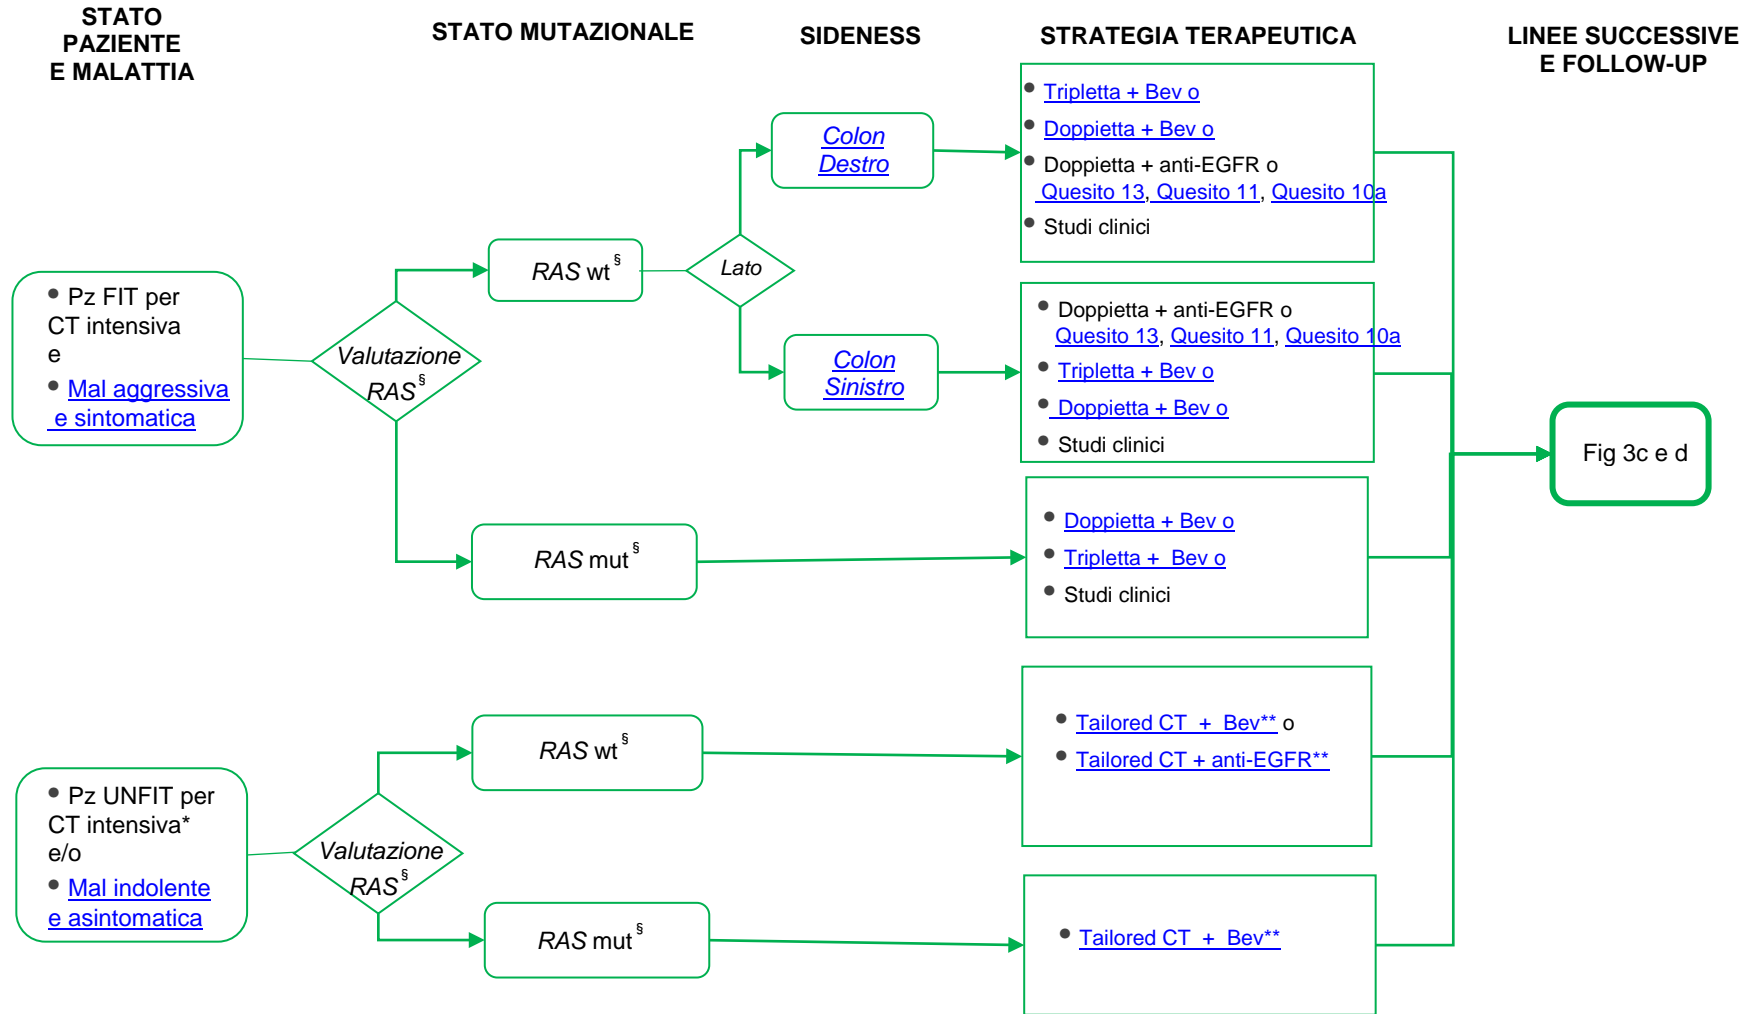 STATO
PAZIENTE
E MALATTIA
STATO MUTAZIONALE
SIDENESS
STRATEGIA TERAPEUTICA
LINEE SUCCESSIVE
E FOLLOW-UP
• Pz FIT per
CT intensiva
e
• Mal aggressiva
e sintomatica
Valutazione
RAS§
RAS wt§
Lato
Colon
Destro
• Tripletta + Bev o
• Doppietta + Bev o
• Doppietta + anti-EGFR o
Quesito 13, Quesito 11, Quesito 10a
• Studi clinici
Colon
Sinistro
• Doppietta + anti-EGFR o
Quesito 13, Quesito 11, Quesito 10a
• Tripletta + Bev o
• Doppietta + Bev o
• Studi clinici
RAS mut§
• Doppietta + Bev o
• Tripletta + Bev o
• Studi clinici
Fig 3c e d
• Pz UNFIT per
CT intensiva*
e/o
• Mal indolente
e asintomatica
Valutazione
RAS§
RAS wt§
• Tailored CT + Bev** o
• Tailored CT + anti-EGFR**
RAS mut§
• Tailored CT + Bev**